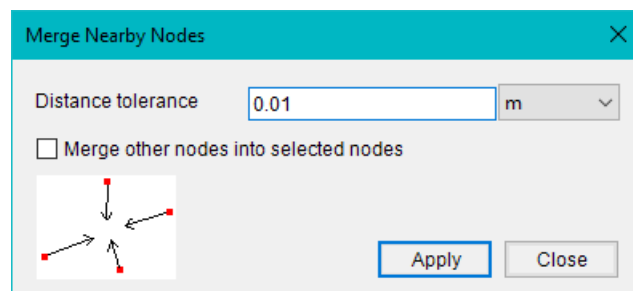 Merge Nearby Nodes
Distance tolerance 0.01 m
Merge other nodes into selected nodes
Apply Close